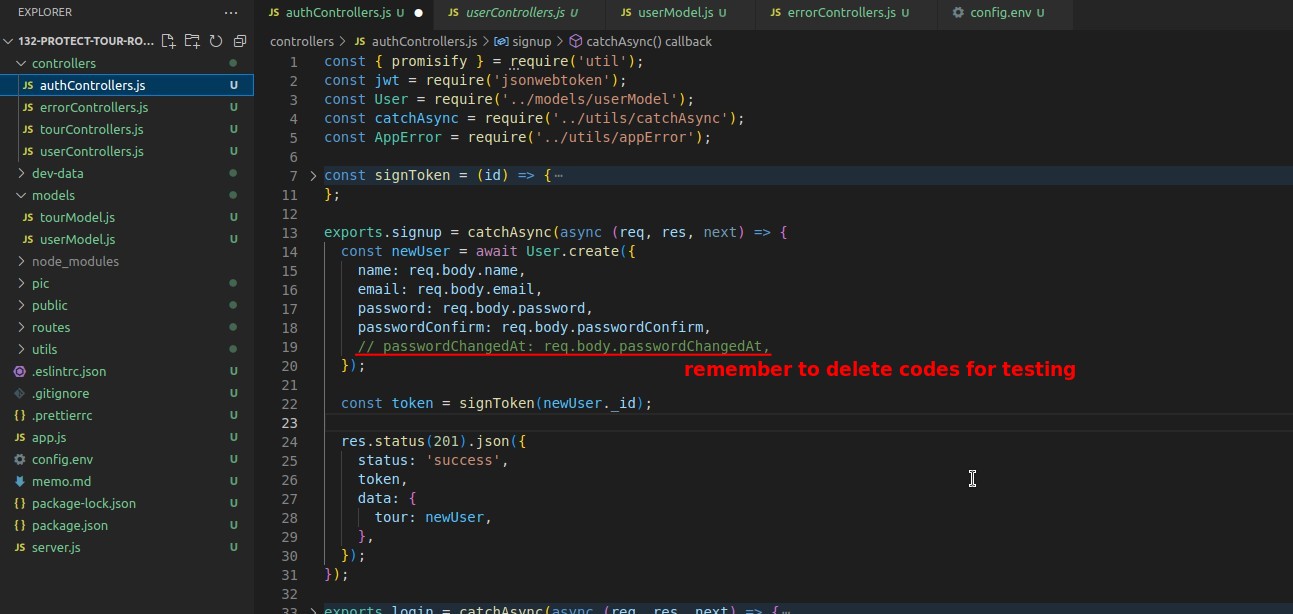 EXPLORER ...
132-PROTECT-TOUR-RO...
controllers
JS authControllers.js U
JS errorControllers.js U
JS tourControllers.js U
JS userControllers.js U
dev-data
models
JS tourModel.js U
JS userModel.js U
node_modules
pic
public
routes
utils
.eslintrc.json U
.gitignore U
{} .prettierrc U
JS app.js U
config.env U
memo.md U
{} package-lock.json U
{} package.json U
JS server.js U
JS authControllers.js U JS userControllers.js U JS userModel.js U JS errorControllers.js U config.env U
controllers > JS authControllers.js > signup > catchAsync() callback
1 const { promisify } = require('util');
2 const jwt = require('jsonwebtoken');
3 const User = require('../models/userModel');
4 const catchAsync = require('../utils/catchAsync');
5 const AppError = require('../utils/appError');
6
7 > const signToken = (id) => {⋯
11 };
12
13 exports.signup = catchAsync(async (req, res, next) => {
14 const newUser = await User.create({
15 name: req.body.name,
16 email: req.body.email,
17 password: req.body.password,
18 passwordConfirm: req.body.passwordConfirm,
19 // passwordChangedAt: req.body.passwordChangedAt,
20 });
remember to delete codes for testing
21
22 const token = signToken(newUser._id);
23
24 res.status(201).json({
25 status: 'success',
26 token,
27 data: {
28 tour: newUser,
29 },
30 });
31 });
32
33 > exports.login = catchAsync(async (req, res, next) => {⋯